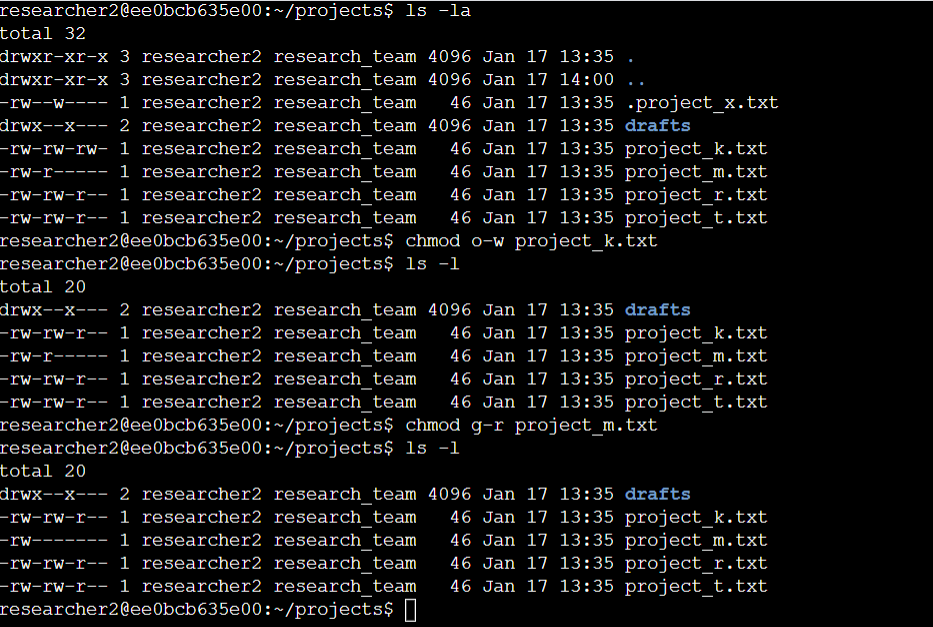 researcher2@ee0bcb635e00:~/projects$ ls -la
total 32
drwxr-xr-x 3 researcher2 research_team 4096 Jan 17 13:35 .
drwxr-xr-x 3 researcher2 research_team 4096 Jan 17 14:00 ..
-rw--w---- 1 researcher2 research_team   46 Jan 17 13:35 .project_x.txt
drwx--x--- 2 researcher2 research_team 4096 Jan 17 13:35 drafts
-rw-rw-rw- 1 researcher2 research_team   46 Jan 17 13:35 project_k.txt
-rw-r----- 1 researcher2 research_team   46 Jan 17 13:35 project_m.txt
-rw-rw-r-- 1 researcher2 research_team   46 Jan 17 13:35 project_r.txt
-rw-rw-r-- 1 researcher2 research_team   46 Jan 17 13:35 project_t.txt
researcher2@ee0bcb635e00:~/projects$ chmod o-w project_k.txt
researcher2@ee0bcb635e00:~/projects$ ls -l
total 20
drwx--x--- 2 researcher2 research_team 4096 Jan 17 13:35 drafts
-rw-rw-r-- 1 researcher2 research_team   46 Jan 17 13:35 project_k.txt
-rw-r----- 1 researcher2 research_team   46 Jan 17 13:35 project_m.txt
-rw-rw-r-- 1 researcher2 research_team   46 Jan 17 13:35 project_r.txt
-rw-rw-r-- 1 researcher2 research_team   46 Jan 17 13:35 project_t.txt
researcher2@ee0bcb635e00:~/projects$ chmod g-r project_m.txt
researcher2@ee0bcb635e00:~/projects$ ls -l
total 20
drwx--x--- 2 researcher2 research_team 4096 Jan 17 13:35 drafts
-rw-rw-r-- 1 researcher2 research_team   46 Jan 17 13:35 project_k.txt
-rw------- 1 researcher2 research_team   46 Jan 17 13:35 project_m.txt
-rw-rw-r-- 1 researcher2 research_team   46 Jan 17 13:35 project_r.txt
-rw-rw-r-- 1 researcher2 research_team   46 Jan 17 13:35 project_t.txt
researcher2@ee0bcb635e00:~/projects$